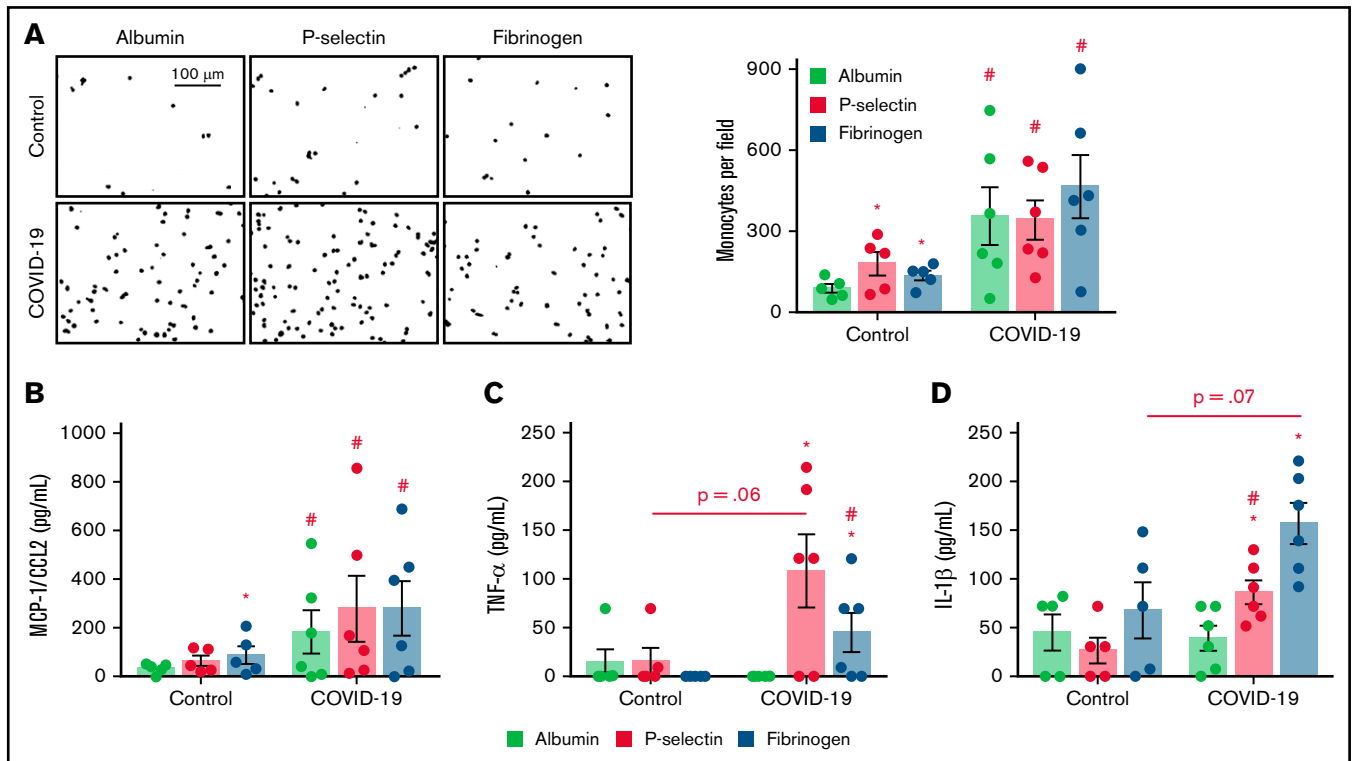 A
Albumin P-selectin Fibrinogen
100 μm
Control
COVID-19
Monocytes per field
900
600
300
0
Albumin
P-selectin
Fibrinogen
#
#
#
*
*
Control COVID-19
B
MCP-1/CCL2 (pg/mL)
1000
800
600
400
200
0
*
#
#
#
Control COVID-19
C
TNF-α (pg/mL)
250
200
150
100
50
0
p = .06
*
#
*
Control COVID-19
D
IL-1β (pg/mL)
250
200
150
100
50
0
p = .07
#
*
*
Control COVID-19
Albumin P-selectin Fibrinogen